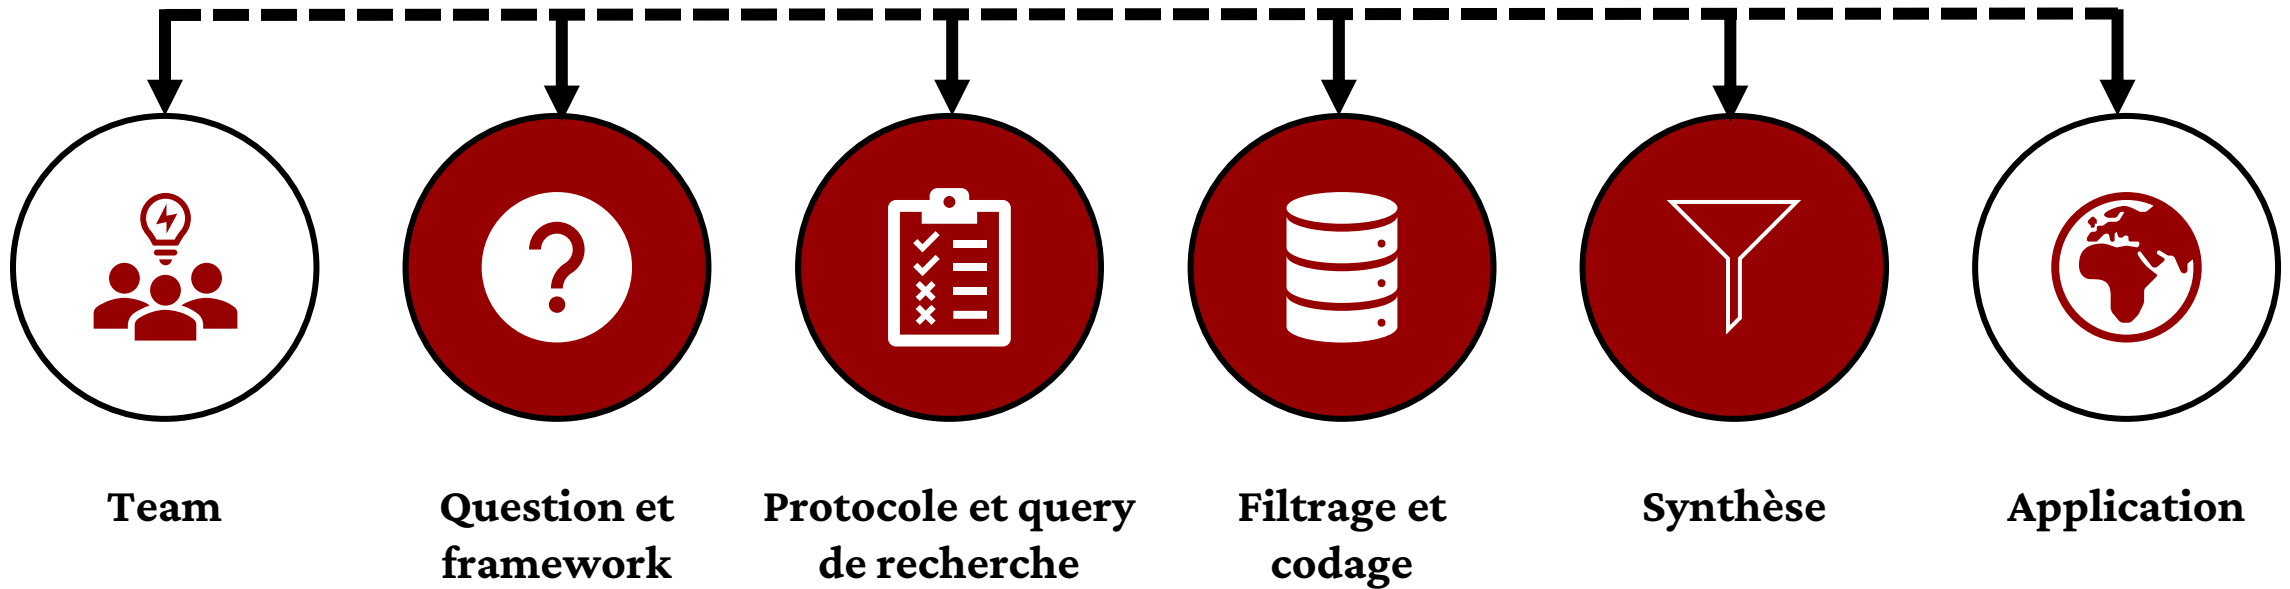 Team
Question et
framework
Protocole et query
de recherche
Filtrage et
codage
Synthèse
Application